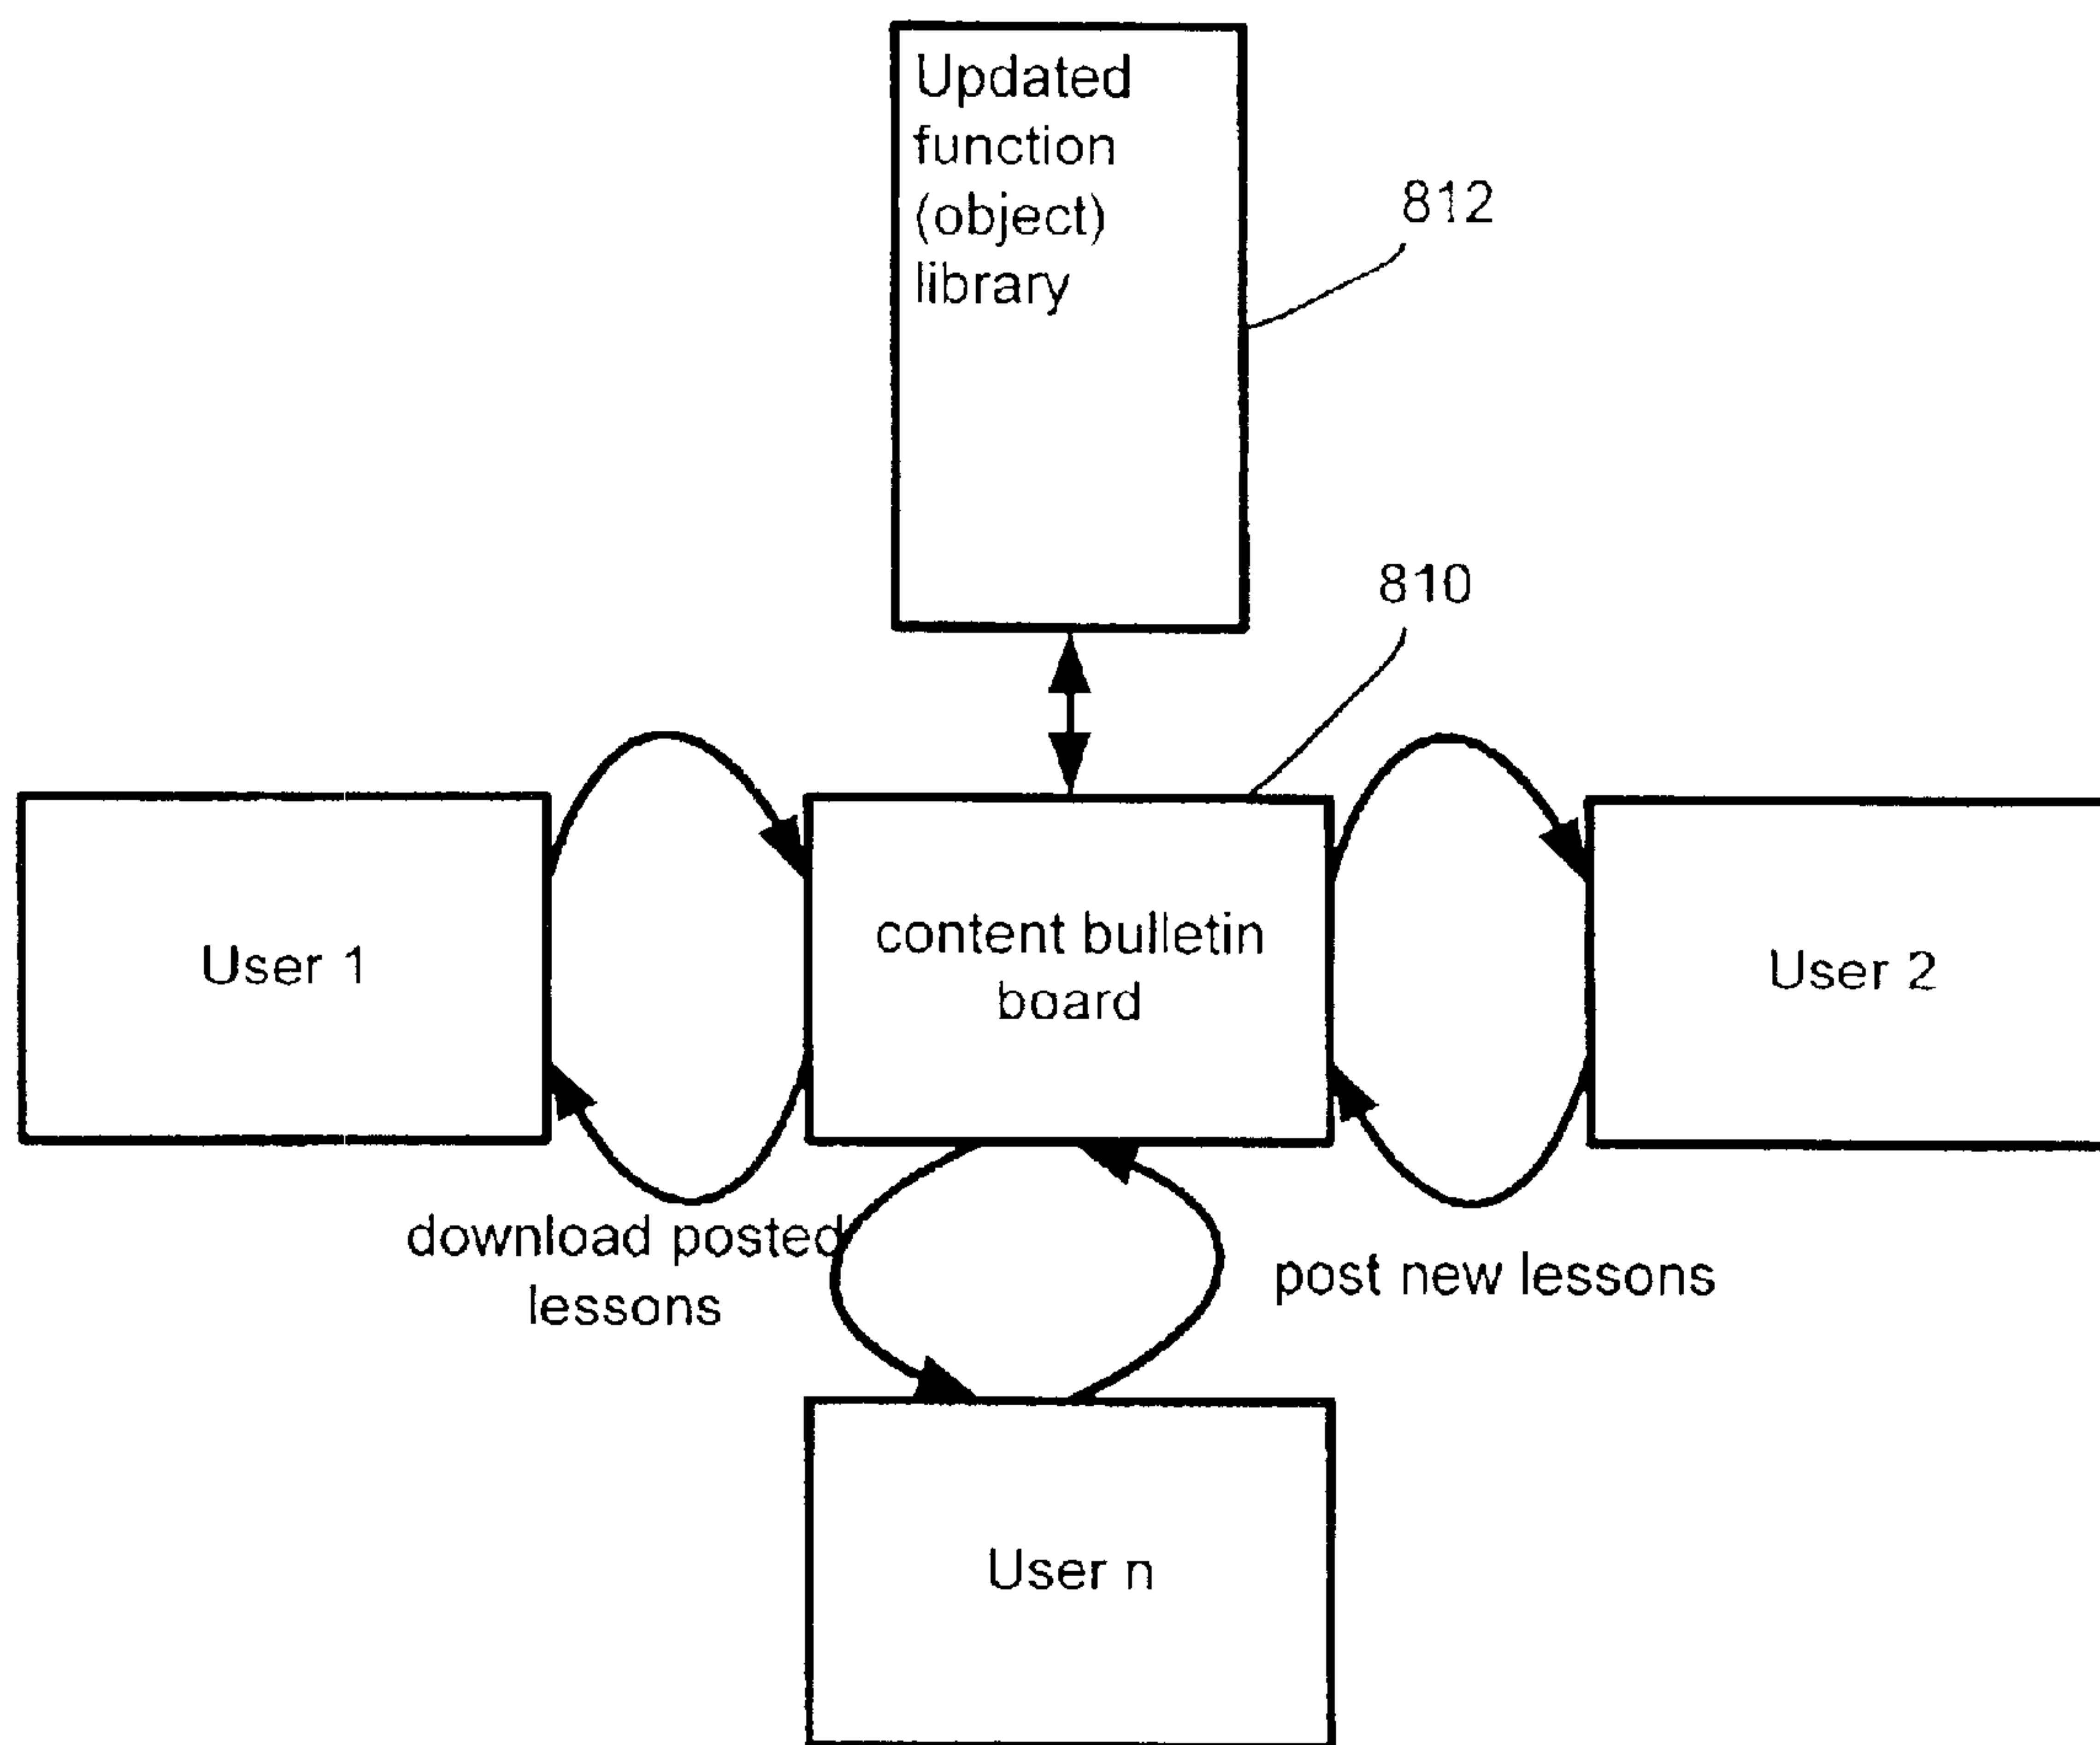 Updated
function
(object)
library
812
810
User 1
content bulletin
board
User 2
download posted
lessons
post new lessons
User n